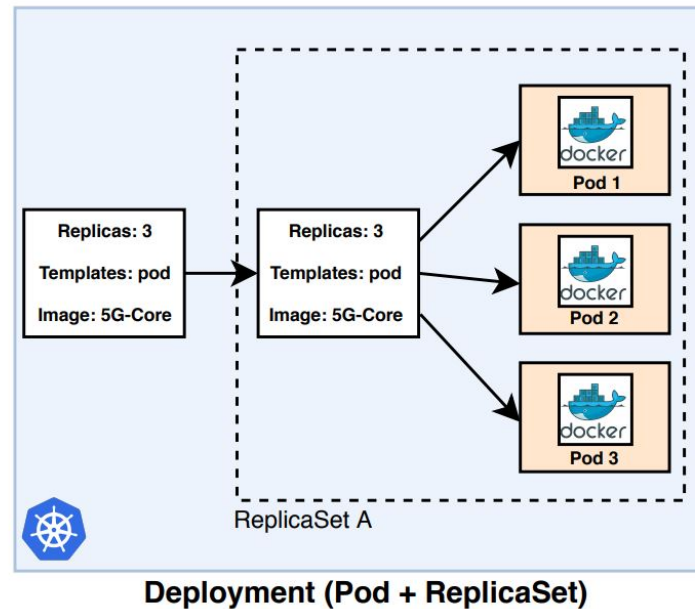 Replicas: 3
Templates: pod
Image: 5G-Core
Replicas: 3
Templates: pod
Image: 5G-Core
docker
Pod 1
docker
Pod 2
docker
Pod 3
ReplicaSet A
Deployment (Pod + ReplicaSet)